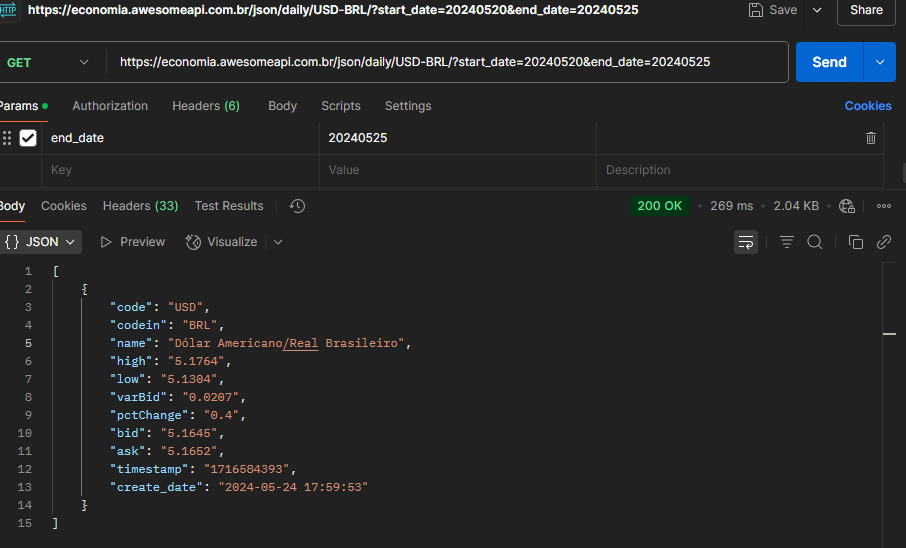 HTTP https://economia.awesomeapi.com.br/json/daily/USD-BRL/?start_date=20240520&end_date=20240525 Save Share
GET https://economia.awesomeapi.com.br/json/daily/USD-BRL/?start_date=20240520&end_date=20240525 Send
Params Authorization Headers (6) Body Scripts Settings Cookies
end_date 20240525
Key Value Description
Body Cookies Headers (33) Test Results 200 OK • 269 ms • 2.04 KB •
{} JSON Preview Visualize
1 [
2 {
3 "code": "USD",
4 "codein": "BRL",
5 "name": "Dólar Americano/Real Brasileiro",
6 "high": "5.1764",
7 "low": "5.1304",
8 "varBid": "0.0207",
9 "pctChange": "0.4",
10 "bid": "5.1645",
11 "ask": "5.1652",
12 "timestamp": "1716584393",
13 "create_date": "2024-05-24 17:59:53"
14 }
15 ]